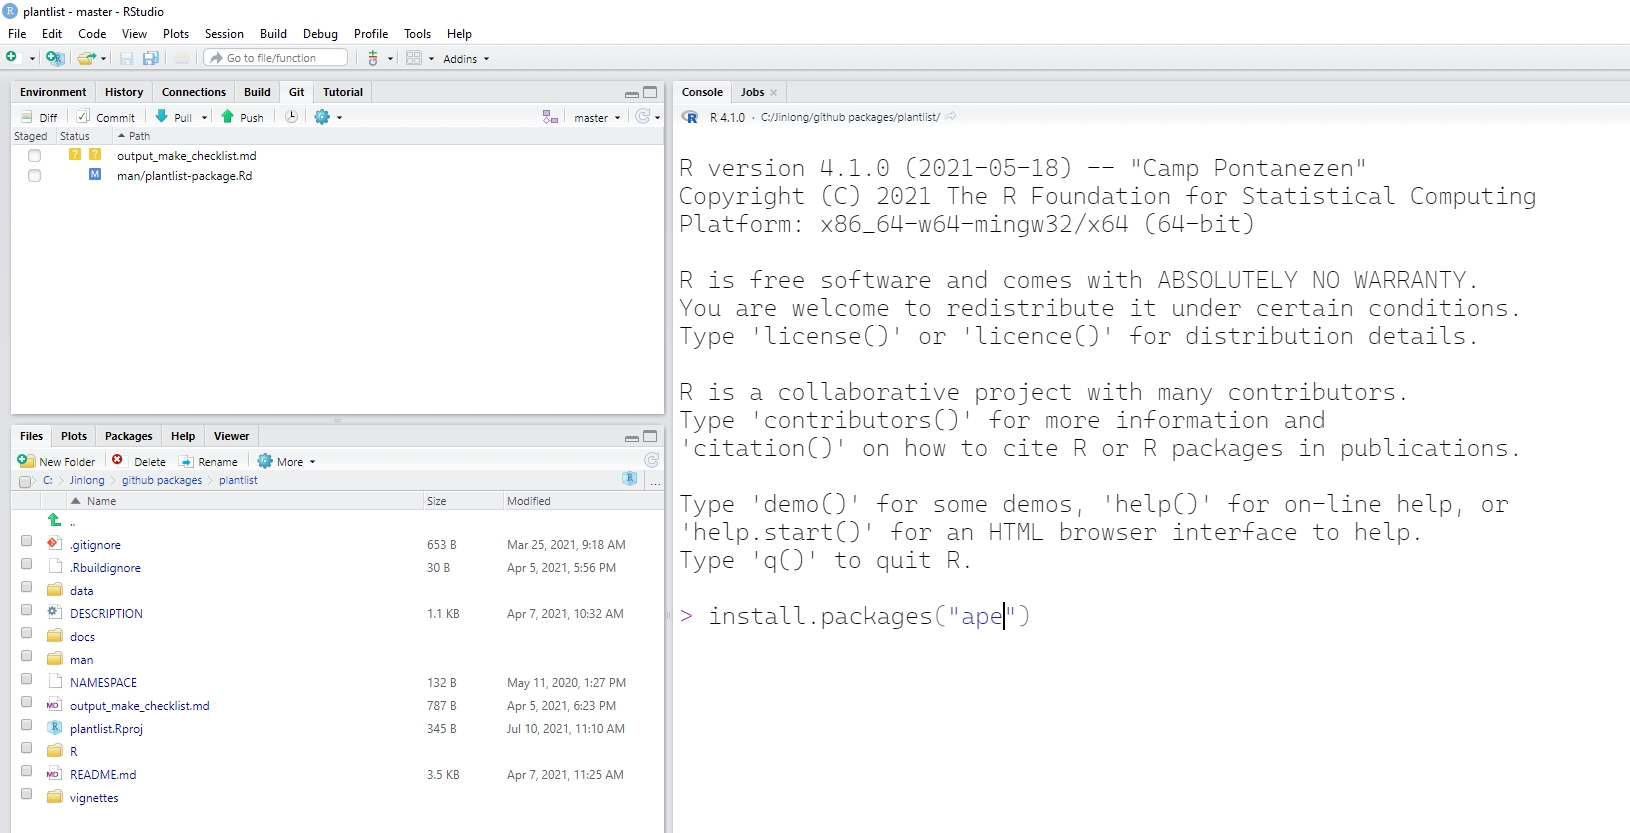 plantlist - master - RStudio
File Edit Code View Plots Session Build Debug Profile Tools Help
Go to file/function Addins
Environment History Connections Build Git Tutorial
Diff Commit Pull Push master
Staged Status Path
? ? output_make_checklist.md
M man/plantlist-package.Rd
Files Plots Packages Help Viewer
New Folder Delete Rename More
C: Jinlong github packages plantlist ...
Name Size Modified
..
.gitignore 653 B Mar 25, 2021, 9:18 AM
.Rbuildignore 30 B Apr 5, 2021, 5:56 PM
data
DESCRIPTION 1.1 KB Apr 7, 2021, 10:32 AM
docs
man
NAMESPACE 132 B May 11, 2020, 1:27 PM
MD output_make_checklist.md 787 B Apr 5, 2021, 6:23 PM
plantlist.Rproj 345 B Jul 10, 2021, 11:10 AM
R
MD README.md 3.5 KB Apr 7, 2021, 11:25 AM
vignettes
Console Jobs
R R 4.1.0 · C:/Jinlong/github packages/plantlist/
R version 4.1.0 (2021-05-18) -- "Camp Pontanezen"
Copyright (C) 2021 The R Foundation for Statistical Computing
Platform: x86_64-w64-mingw32/x64 (64-bit)
R is free software and comes with ABSOLUTELY NO WARRANTY.
You are welcome to redistribute it under certain conditions.
Type 'license()' or 'licence()' for distribution details.
R is a collaborative project with many contributors.
Type 'contributors()' for more information and
'citation()' on how to cite R or R packages in publications.
Type 'demo()' for some demos, 'help()' for on-line help, or
'help.start()' for an HTML browser interface to help.
Type 'q()' to quit R.
> install.packages("ape")